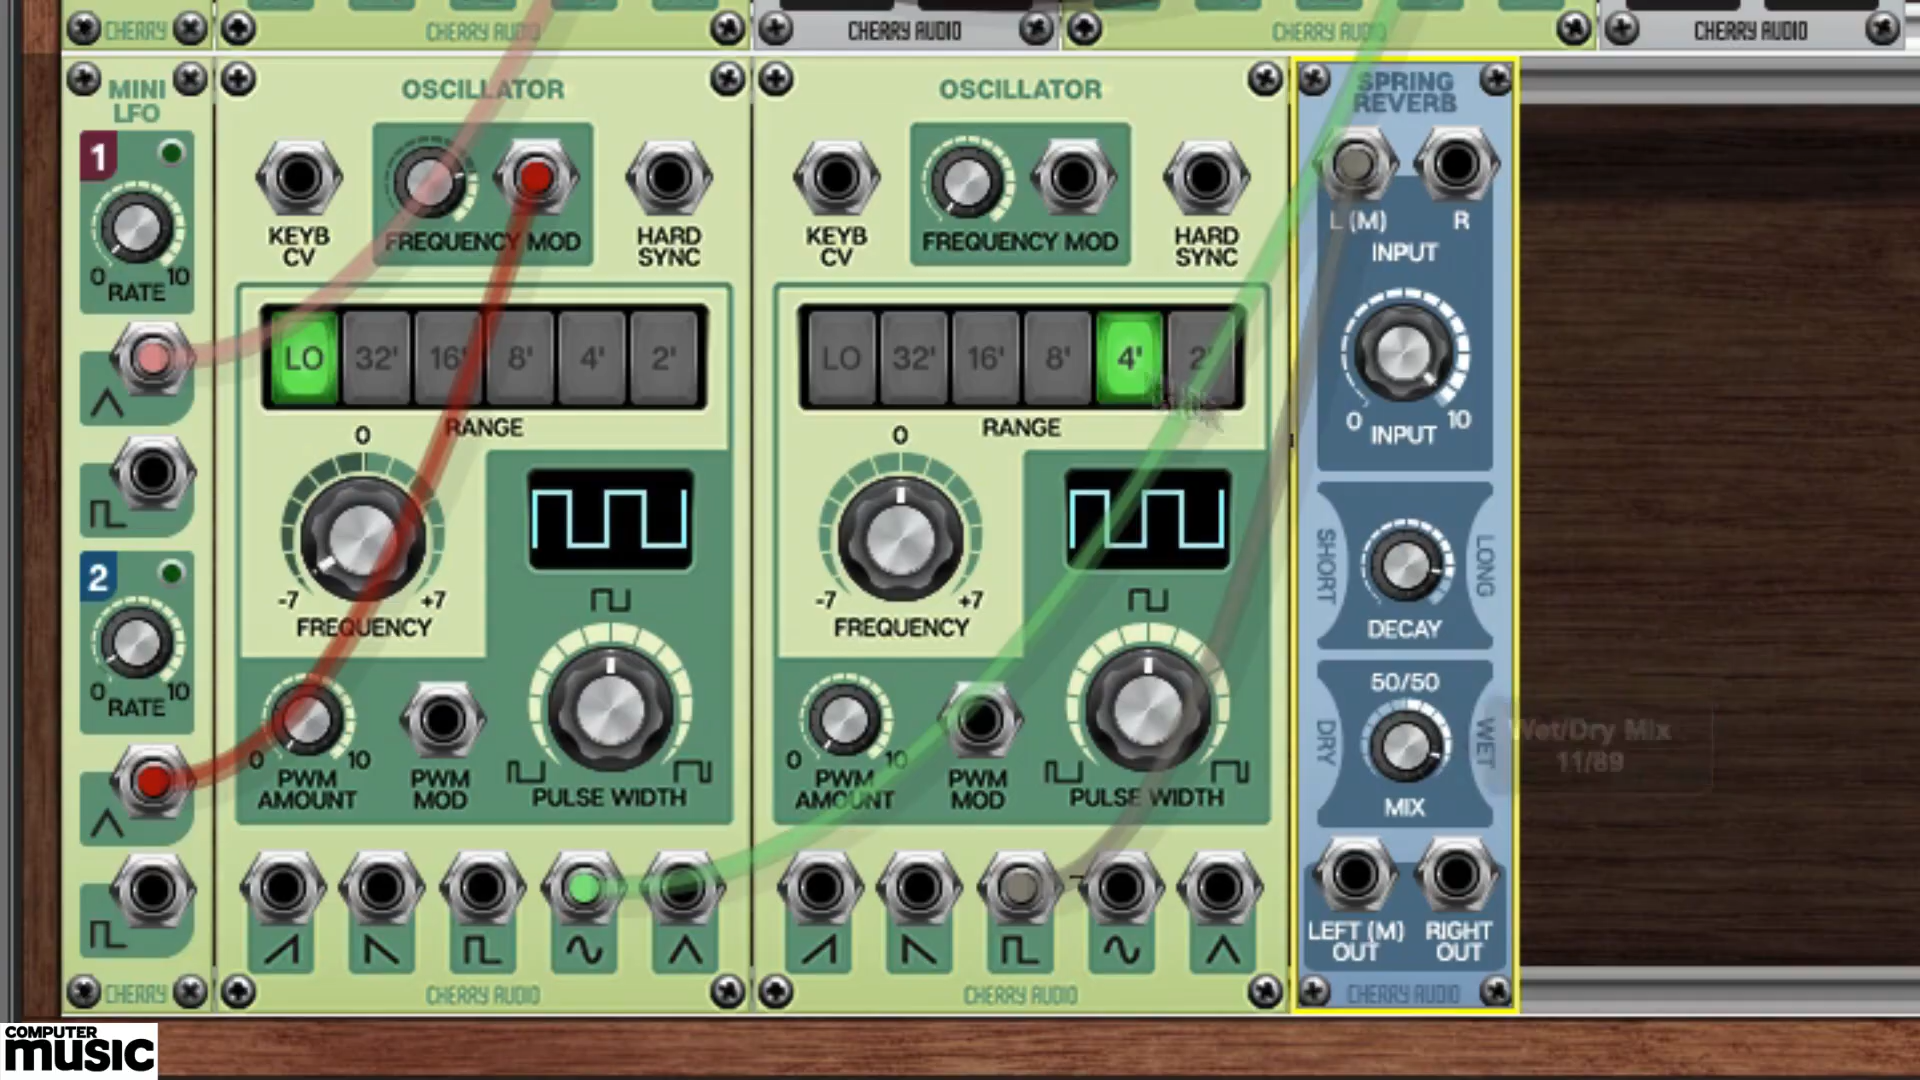 CHERRY
CHERRY AUDIO
CHERRY AUDIO
CHERRY AUDIO
CHERRY AUDIO
MINI
LFO
1
0 10
RATE
2
0 10
RATE
CHERRY
OSCILLATOR
KEYB
CV
FREQUENCY MOD
HARD
SYNC
LO 32' 16' 8' 4' 2'
RANGE
0
-7 +7
FREQUENCY
0 10
PWM
AMOUNT
PWM
MOD
PULSE WIDTH
CHERRY AUDIO
OSCILLATOR
KEYB
CV
FREQUENCY MOD
HARD
SYNC
LO 32' 16' 8' 4' 2'
RANGE
0
-7 +7
FREQUENCY
0 10
PWM
AMOUNT
PWM
MOD
PULSE WIDTH
CHERRY AUDIO
SPRING
REVERB
L (M) R
INPUT
0 10
INPUT
SHORT
LONG
DECAY
50/50
DRY
WET
MIX
Wet/Dry Mix
11/89
LEFT (M)
OUT
RIGHT
OUT
CHERRY AUDIO
COMPUTER
music